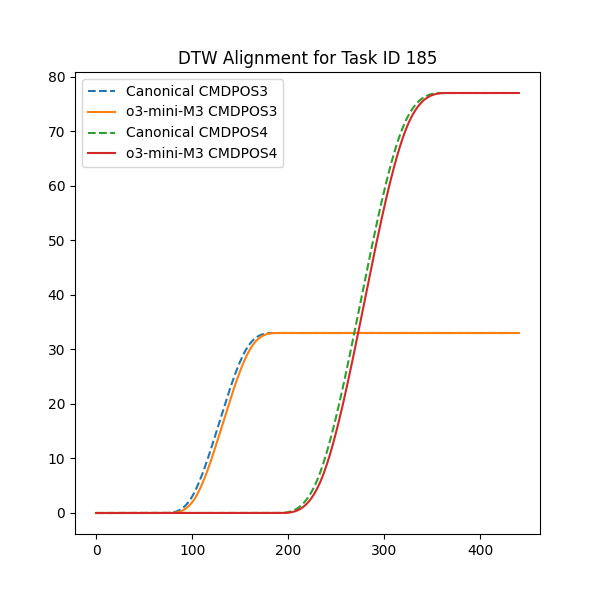 DTW Alignment for Task ID 185
Canonical CMDPOS3
o3-mini-M3 CMDPOS3
Canonical CMDPOS4
o3-mini-M3 CMDPOS4
80
70
60
50
40
30
20
10
0
0 100 200 300 400